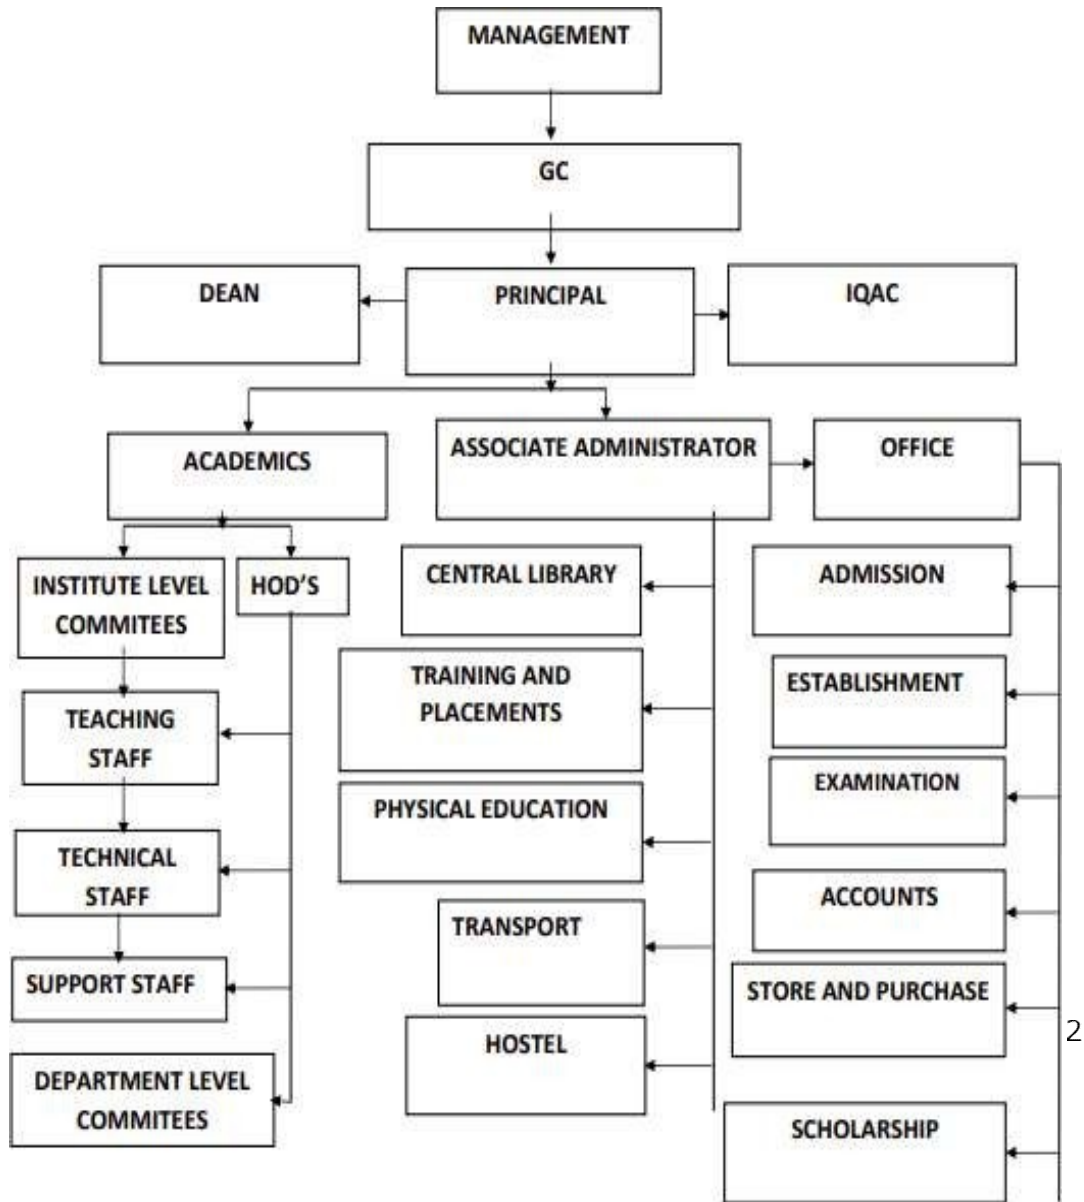 MANAGEMENT
GC
DEAN
PRINCIPAL
IQAC
ACADEMICS
ASSOCIATE ADMINISTRATOR
OFFICE
INSTITUTE LEVEL
COMMITEES
HOD'S
CENTRAL LIBRARY
ADMISSION
TRAINING AND
PLACEMENTS
ESTABLISHMENT
TEACHING
STAFF
PHYSICAL EDUCATION
EXAMINATION
TECHNICAL
STAFF
ACCOUNTS
TRANSPORT
SUPPORT STAFF
STORE AND PURCHASE
2
HOSTEL
DEPARTMENT LEVEL
COMMITEES
SCHOLARSHIP